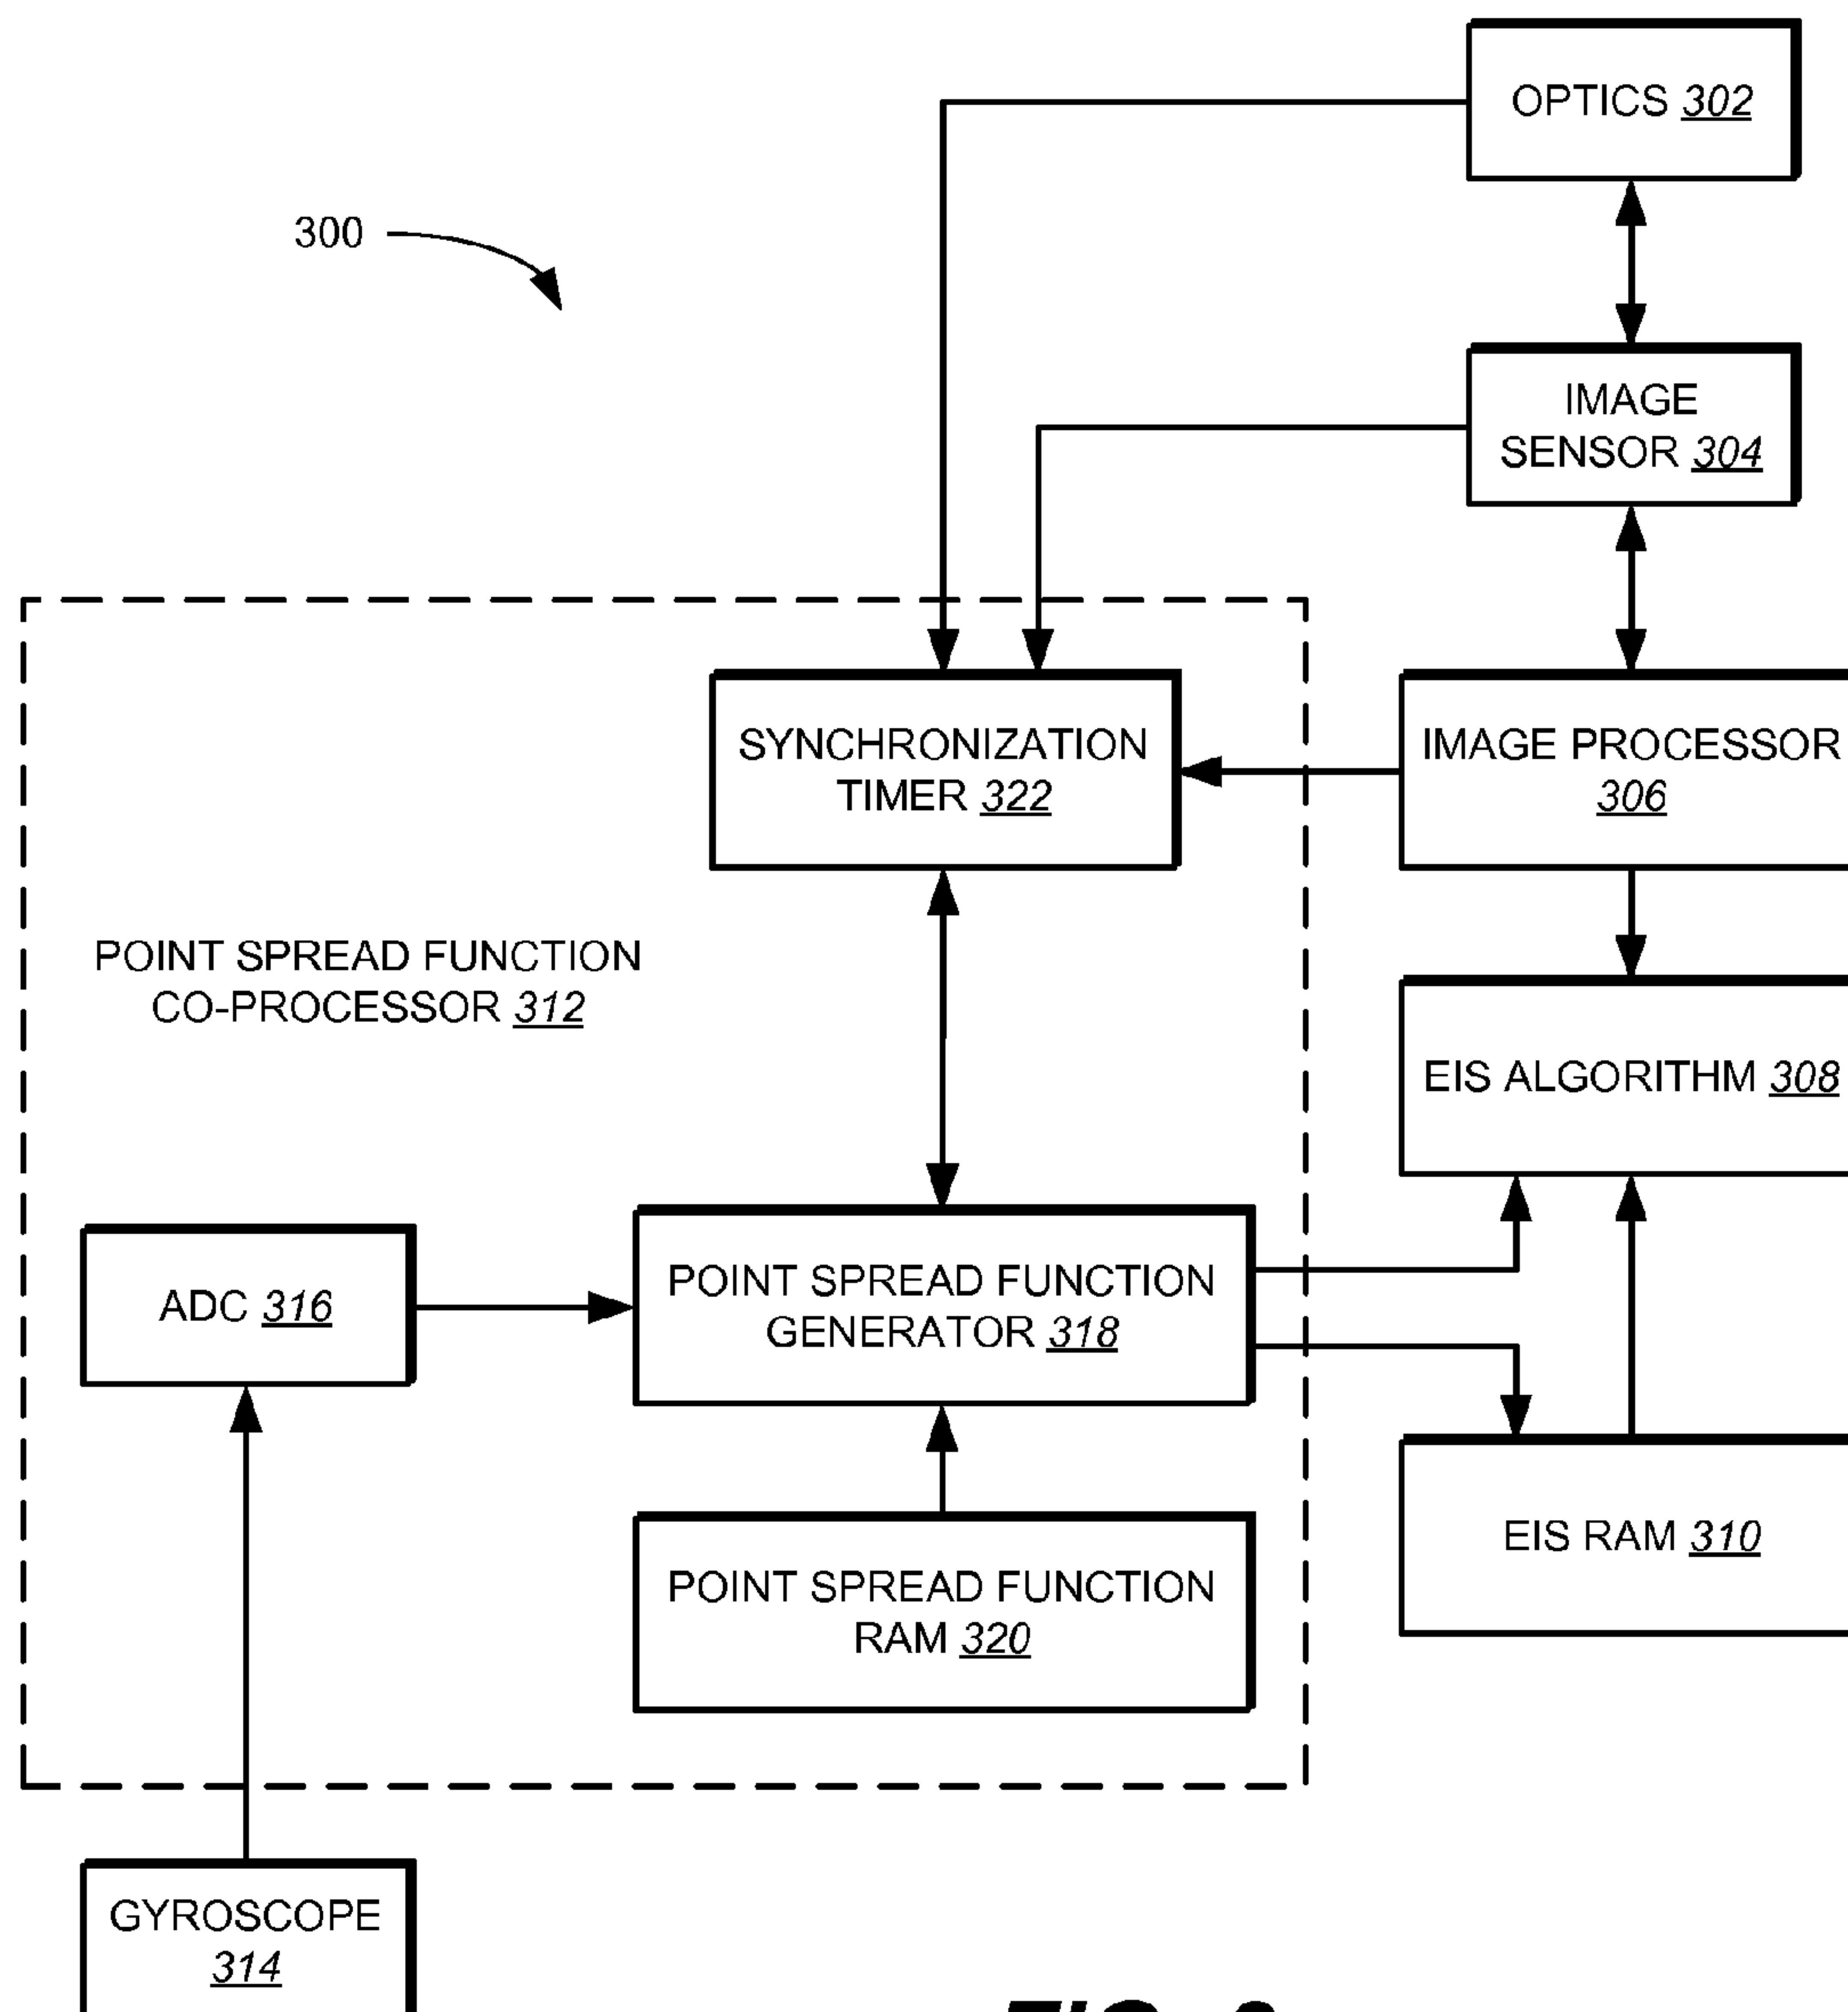 OPTICS 302
300
IMAGE
SENSOR 304
SYNCHRONIZATION
TIMER 322
IMAGE PROCESSOR
306
POINT SPREAD FUNCTION
CO-PROCESSOR 312
EIS ALGORITHM 308
ADC 316
POINT SPREAD FUNCTION
GENERATOR 318
EIS RAM 310
POINT SPREAD FUNCTION
RAM 320
GYROSCOPE
314